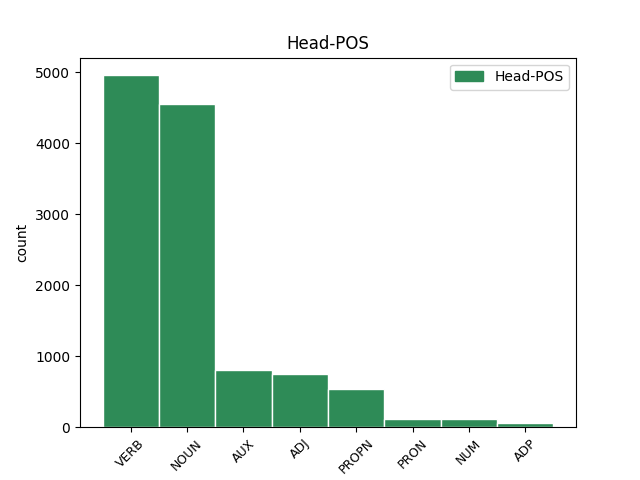 Head-POS
Head-POS
5000
4000
3000
2000
1000
0
count
VERB
NOUN
AUX
ADJ
PROPN
PRON
NUM
ADP